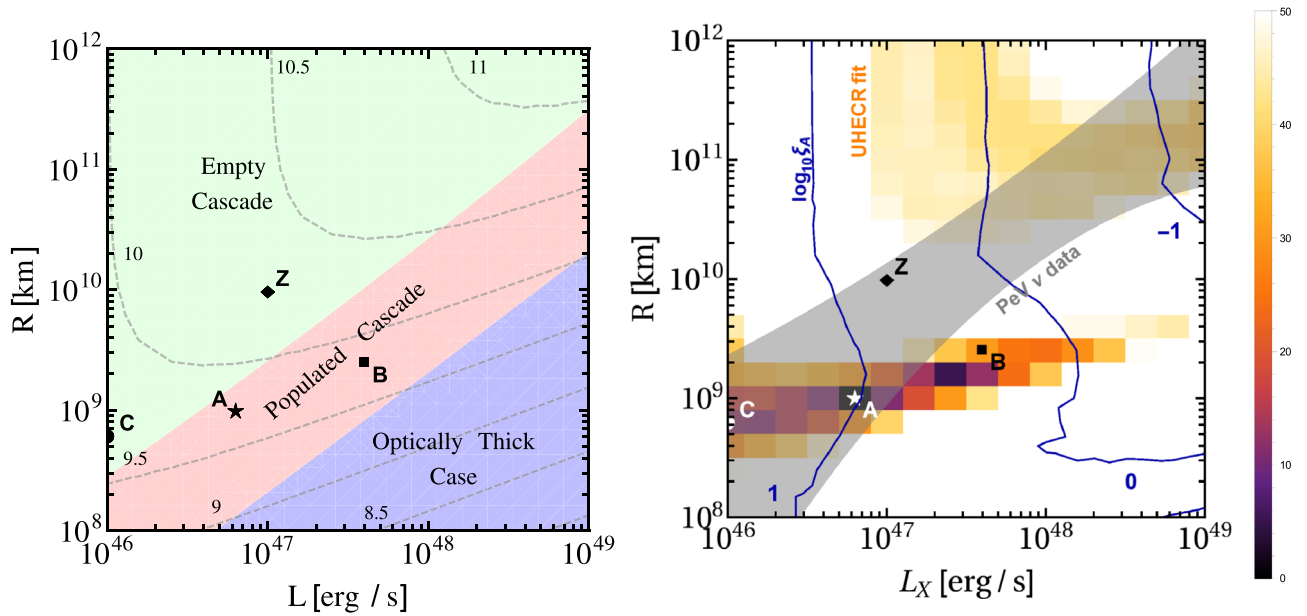 10¹²
10¹¹
10¹⁰
10⁹
10⁸
R [km]
10.5
11
Empty
Cascade
10
Z
Populated Cascade
A
B
C
9.5
Optically Thick
Case
9
8.5
10⁴⁶
10⁴⁷
10⁴⁸
10⁴⁹
L [erg / s]
10¹²
10¹¹
10¹⁰
10⁹
10⁸
R [km]
log₁₀ξA
UHECR fit
−1
Z
PeV ν data
B
C
A
1
0
10⁴⁶
10⁴⁷
10⁴⁸
10⁴⁹
LX [erg / s]
50
40
30
20
10
0